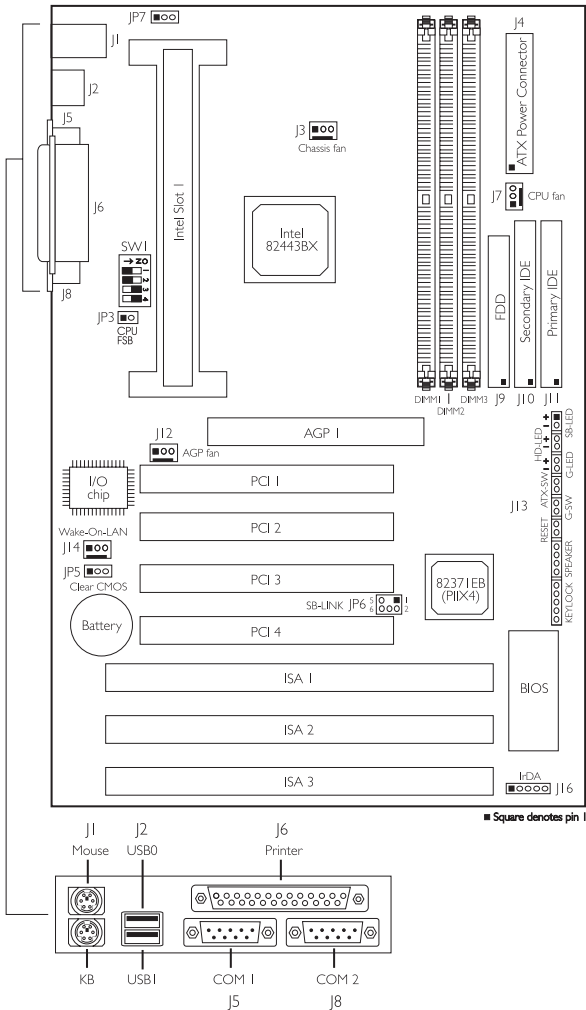 JP7
J1
J2
J5
J6
J8
Intel Slot 1
SW1
ON
1
2
3
4
JP3
CPU
FSB
J3
Chassis fan
Intel
82443BX
J4
ATX Power Connector
J7
CPU fan
FDD
Secondary IDE
Primary IDE
DIMM1
DIMM2
DIMM3
J9
J10
J11
J12
AGP fan
AGP 1
I/O
chip
PCI 1
PCI 2
PCI 3
PCI 4
Wake-On-LAN
J14
JP5
Clear CMOS
Battery
SB-LINK
JP6
5
6
1
2
82371EB
(PIIX4)
J13
+
-
+
-
HD-LED
ATX-SW
RESET
SB-LED
G-LED
G-SW
SPEAKER
KEYLOCK
ISA 1
ISA 2
ISA 3
BIOS
IrDA
J16
Square denotes pin 1
J1
Mouse
J2
USB0
J6
Printer
KB
USB1
COM 1
J5
COM 2
J8